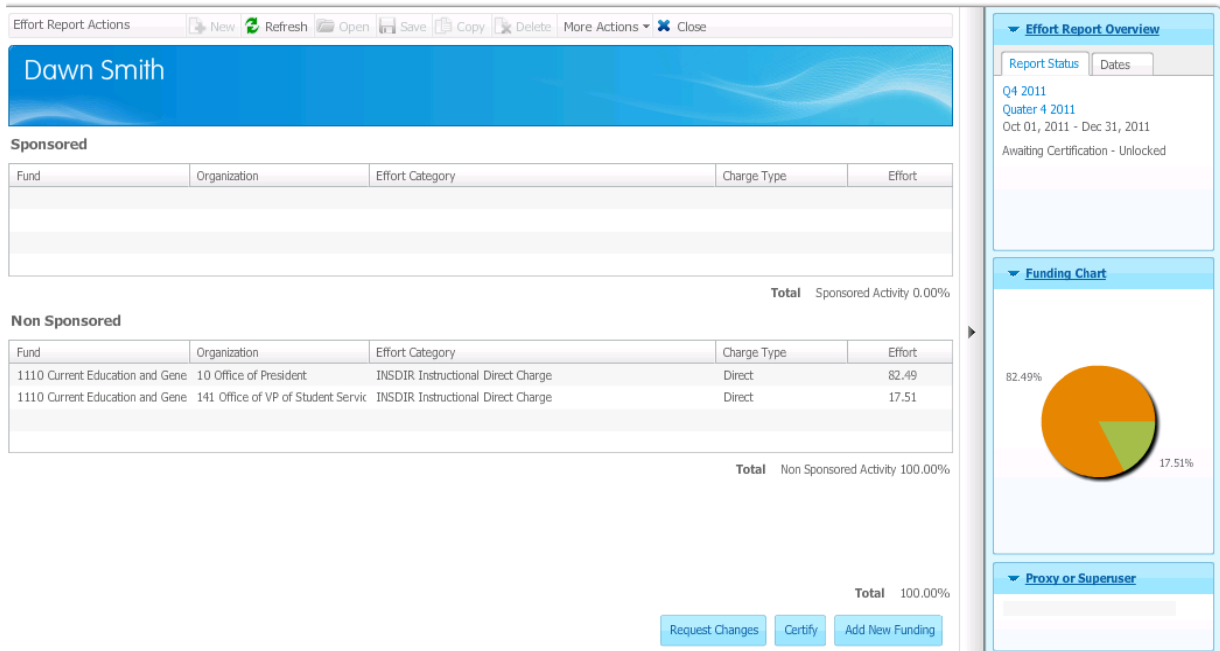 Effort Report Actions New Refresh Open Save Copy Delete More Actions Close
Dawn Smith
Sponsored
Fund Organization Effort Category Charge Type Effort
Total Sponsored Activity 0.00%
Non Sponsored
Fund Organization Effort Category Charge Type Effort
1110 Current Education and Gene 10 Office of President INSDIR Instructional Direct Charge Direct 82.49
1110 Current Education and Gene 141 Office of VP of Student Servic INSDIR Instructional Direct Charge Direct 17.51
Total Non Sponsored Activity 100.00%
Total 100.00%
Request Changes Certify Add New Funding
Effort Report Overview
Report Status Dates
Q4 2011
Quater 4 2011
Oct 01, 2011 - Dec 31, 2011
Awaiting Certification - Unlocked
Funding Chart
82.49%
17.51%
Proxy or Superuser